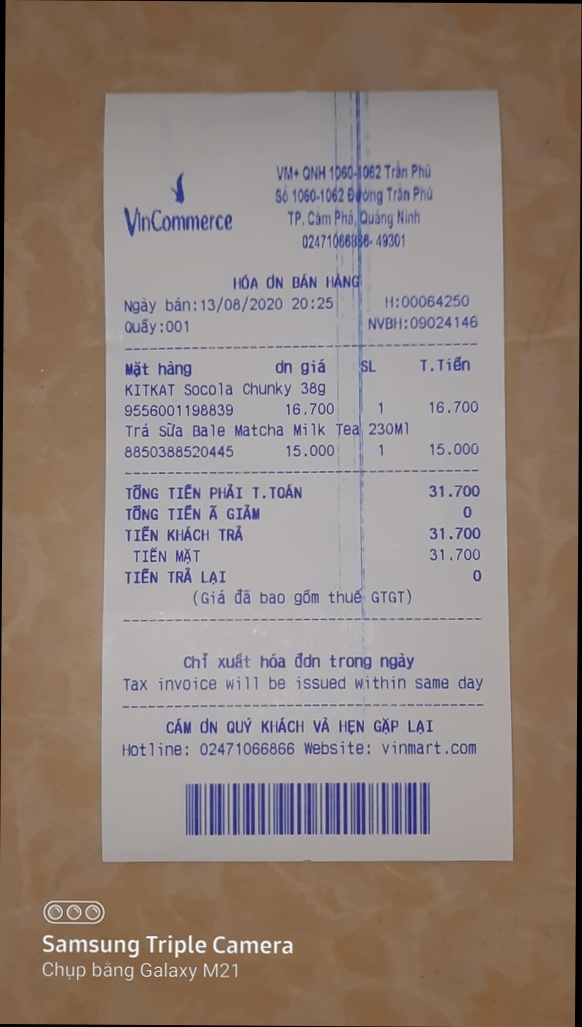 VinCommerce
VM+ QNH 1060-1062 Trần Phú
Số 1060-1062 Đường Trần Phú
TP. Cẩm Phả, Quảng Ninh
02471066866- 49301
HÓA ƠN BÁN HÀNG
Ngày bán:13/08/2020 20:25 H:00064250
Quầy:001 NVBH:09024146
Mặt hàng ơn giá SL T.Tiền
KITKAT Socola Chunky 38g
9556001198839 16.700 1 16.700
Trà Sữa Bale Matcha Milk Tea 230Ml
8850388520445 15.000 1 15.000
TỔNG TIỀN PHẢI T.TOÁN 31.700
TỔNG TIỀN Ã GIẢM 0
TIỀN KHÁCH TRẢ 31.700
TIỀN MẶT 31.700
TIỀN TRẢ LẠI 0
(Giá đã bao gồm thuế GTGT)
Chỉ xuất hóa đơn trong ngày
Tax invoice will be issued within same day
CẢM ƠN QUÝ KHÁCH VÀ HẸN GẶP LẠI
Hotline: 02471066866 Website: vinmart.com
Samsung Triple Camera
Chụp bằng Galaxy M21